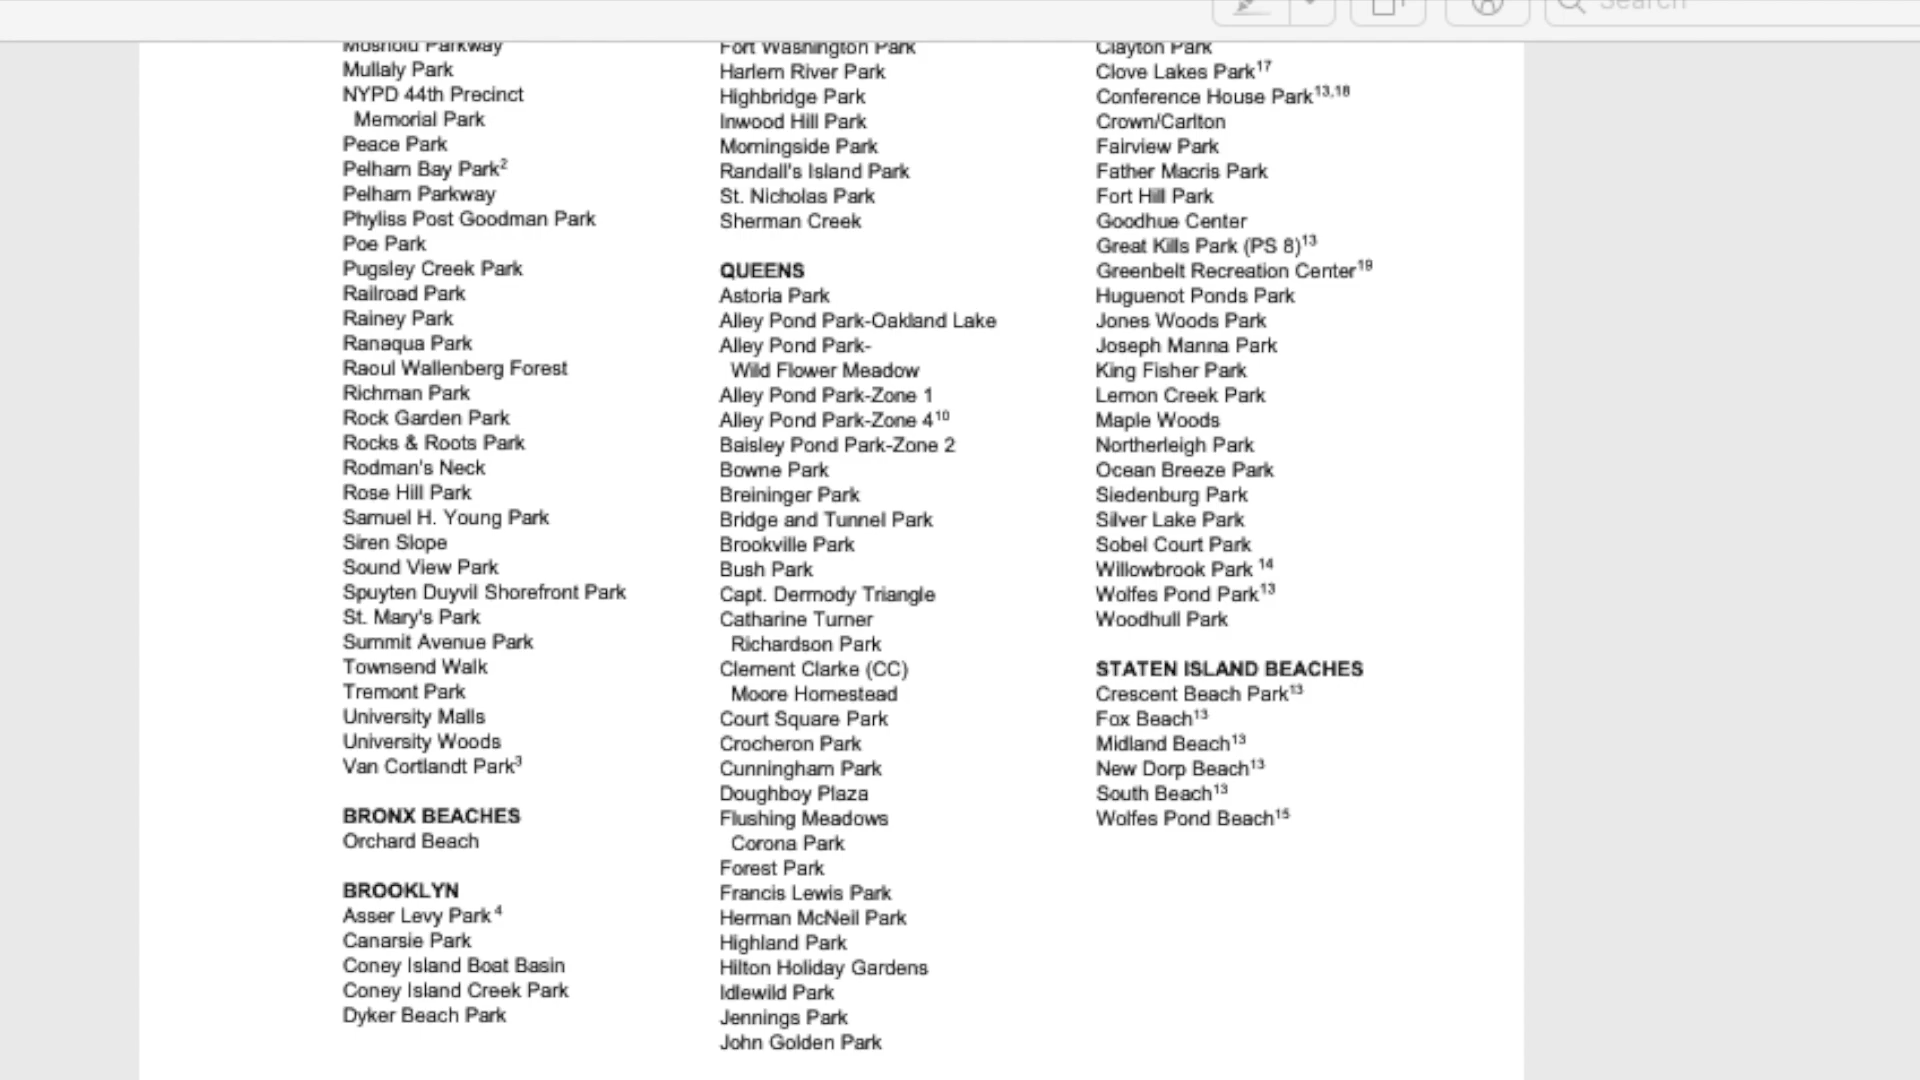 Search
Mosholu Parkway
Mullaly Park
NYPD 44th Precinct
Memorial Park
Peace Park
Pelham Bay Park2
Pelham Parkway
Phyliss Post Goodman Park
Poe Park
Pugsley Creek Park
Railroad Park
Rainey Park
Ranaqua Park
Raoul Wallenberg Forest
Richman Park
Rock Garden Park
Rocks & Roots Park
Rodman's Neck
Rose Hill Park
Samuel H. Young Park
Siren Slope
Sound View Park
Spuyten Duyvil Shorefront Park
St. Mary's Park
Summit Avenue Park
Townsend Walk
Tremont Park
University Malls
University Woods
Van Cortlandt Park3
BRONX BEACHES
Orchard Beach
BROOKLYN
Asser Levy Park4
Canarsie Park
Coney Island Boat Basin
Coney Island Creek Park
Dyker Beach Park
Fort Washington Park
Harlem River Park
Highbridge Park
Inwood Hill Park
Morningside Park
Randall's Island Park
St. Nicholas Park
Sherman Creek
QUEENS
Astoria Park
Alley Pond Park-Oakland Lake
Alley Pond Park-
Wild Flower Meadow
Alley Pond Park-Zone 1
Alley Pond Park-Zone 410
Baisley Pond Park-Zone 2
Bowne Park
Breininger Park
Bridge and Tunnel Park
Brookville Park
Bush Park
Capt. Dermody Triangle
Catharine Turner
Richardson Park
Clement Clarke (CC)
Moore Homestead
Court Square Park
Crocheron Park
Cunningham Park
Doughboy Plaza
Flushing Meadows
Corona Park
Forest Park
Francis Lewis Park
Herman McNeil Park
Highland Park
Hilton Holiday Gardens
Idlewild Park
Jennings Park
John Golden Park
Clayton Park
Clove Lakes Park17
Conference House Park13,18
Crown/Carlton
Fairview Park
Father Macris Park
Fort Hill Park
Goodhue Center
Great Kills Park (PS 8)13
Greenbelt Recreation Center19
Huguenot Ponds Park
Jones Woods Park
Joseph Manna Park
King Fisher Park
Lemon Creek Park
Maple Woods
Northerleigh Park
Ocean Breeze Park
Siedenburg Park
Silver Lake Park
Sobel Court Park
Willowbrook Park 14
Wolfes Pond Park13
Woodhull Park
STATEN ISLAND BEACHES
Crescent Beach Park13
Fox Beach13
Midland Beach13
New Dorp Beach13
South Beach13
Wolfes Pond Beach15